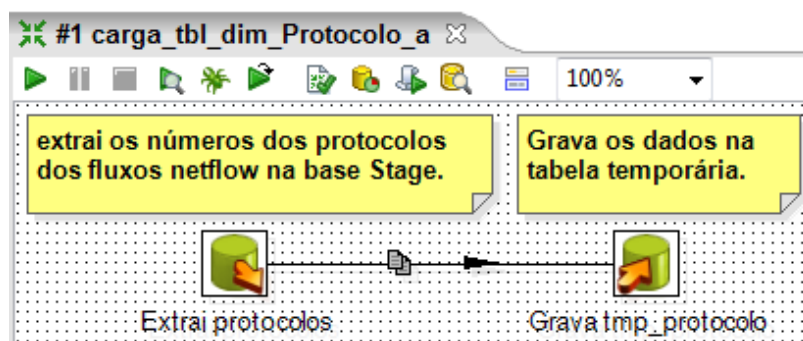 #1 carga_tbl_dim_Protocolo_a
100%
extrai os números dos protocolos
dos fluxos netflow na base Stage.
Grava os dados na
tabela temporária.
Extrai protocolos
Grava tmp_protocolo